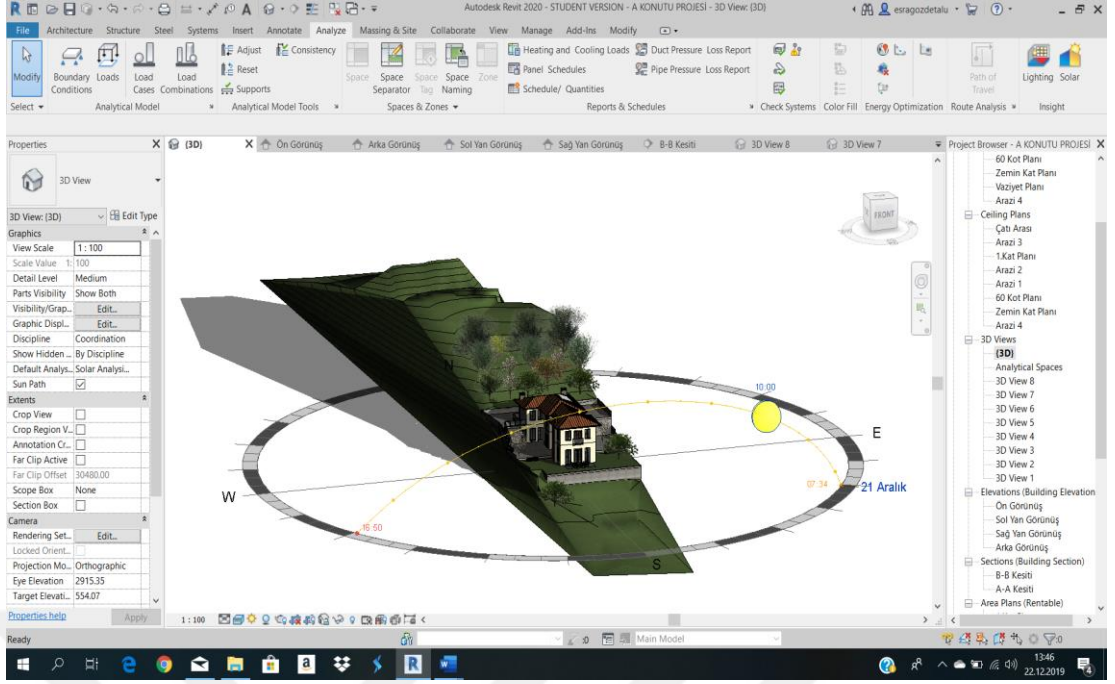 Autodesk Revit 2020 - STUDENT VERSION - A KONUTU PROJESİ - 3D View: (3D)
esragozdetalu
File Architecture Structure Steel Systems Insert Annotate Analyze Massing & Site Collaborate View Manage Add-Ins Modify
Modify
Boundary Conditions
Loads
Load Cases
Load Combinations
Adjust
Reset
Supports
Consistency
Space
Space Separator
Space Tag
Space Naming
Zone
Heating and Cooling Loads
Panel Schedules
Schedule/ Quantities
Duct Pressure Loss Report
Pipe Pressure Loss Report
Path of Travel
Lighting
Solar
Select
Analytical Model
Analytical Model Tools
Spaces & Zones
Reports & Schedules
Check Systems
Color Fill
Energy Optimization
Route Analysis
Insight
Properties
3D View
3D View: (3D)
Edit Type
Graphics
View Scale 1 : 100
Scale Value 1: 100
Detail Level Medium
Parts Visibility Show Both
Visibility/Grap... Edit...
Graphic Displ... Edit...
Discipline Coordination
Show Hidden ... By Discipline
Default Analys... Solar Analysi...
Sun Path
Extents
Crop View
Crop Region V...
Annotation Cr...
Far Clip Active
Far Clip Offset 30480.00
Scope Box None
Section Box
Camera
Rendering Set... Edit...
Locked Orient...
Projection Mo... Orthographic
Eye Elevation 2915.35
Target Elevati... 554.07
Properties help
Apply
(3D)
Ön Görünüş
Arka Görünüş
Sol Yan Görünüş
Sağ Yan Görünüş
B-B Kesiti
3D View 8
3D View 7
FRONT
N
10:00
E
07 34
21 Aralık
W
16 50
S
1 : 100
Project Browser - A KONUTU PROJESİ
60 Kot Planı
Zemin Kat Planı
Vaziyet Planı
Arazi 4
Ceiling Plans
Çatı Arası
Arazi 3
1.Kat Planı
Arazi 2
Arazi 1
60 Kot Planı
Zemin Kat Planı
Arazi 4
3D Views
(3D)
Analytical Spaces
3D View 8
3D View 7
3D View 6
3D View 5
3D View 4
3D View 3
3D View 2
3D View 1
Elevations (Building Elevation
Ön Görünüş
Sol Yan Görünüş
Sağ Yan Görünüş
Arka Görünüş
Sections (Building Section)
B-B Kesiti
A-A Kesiti
Area Plans (Rentable)
Ready
:0
Main Model
:0
13:46
22.12.2019